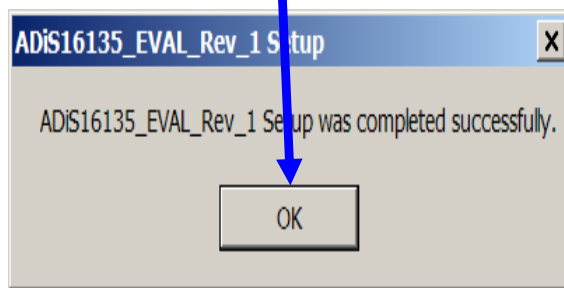 ADiS16135_EVAL_Rev_1 Setup
ADiS16135_EVAL_Rev_1 Setup was completed successfully.
OK